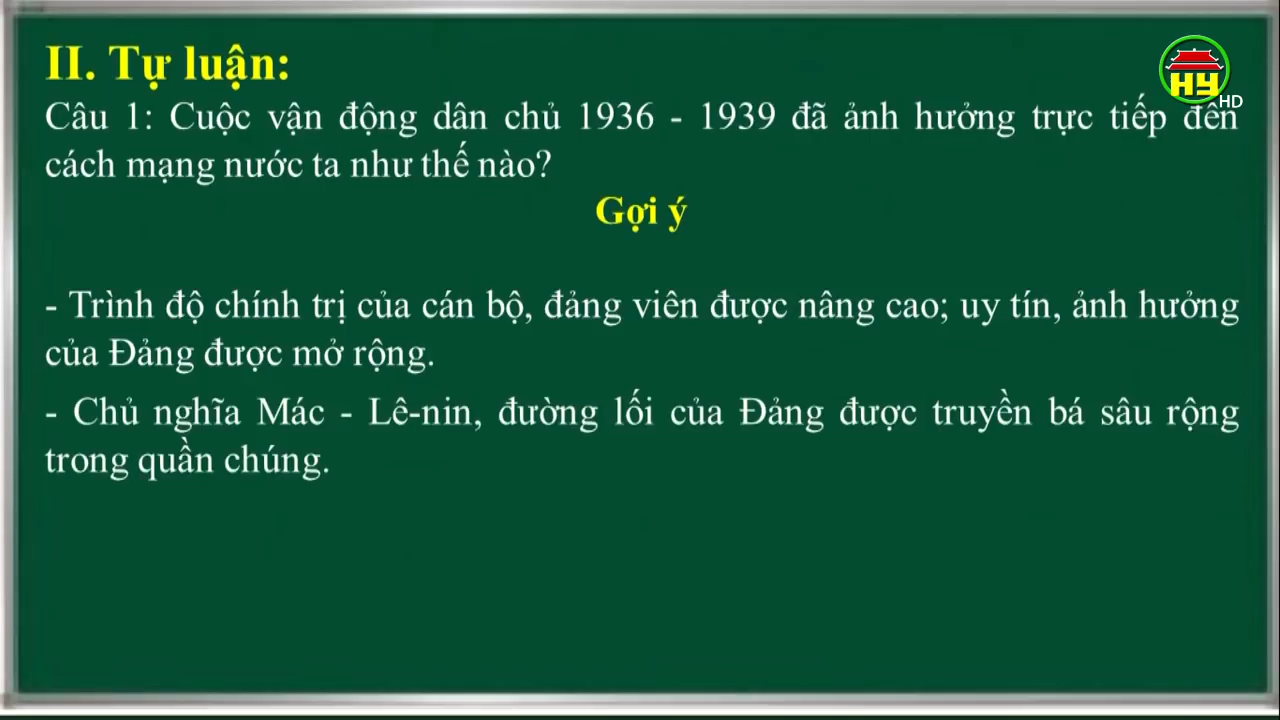 II. Tự luận:
HY
HD
Câu 1: Cuộc vận động dân chủ 1936 - 1939 đã ảnh hưởng trực tiếp đến
cách mạng nước ta như thế nào?
Gợi ý
- Trình độ chính trị của cán bộ, đảng viên được nâng cao; uy tín, ảnh hưởng
của Đảng được mở rộng.
- Chủ nghĩa Mác - Lê-nin, đường lối của Đảng được truyền bá sâu rộng
trong quần chúng.